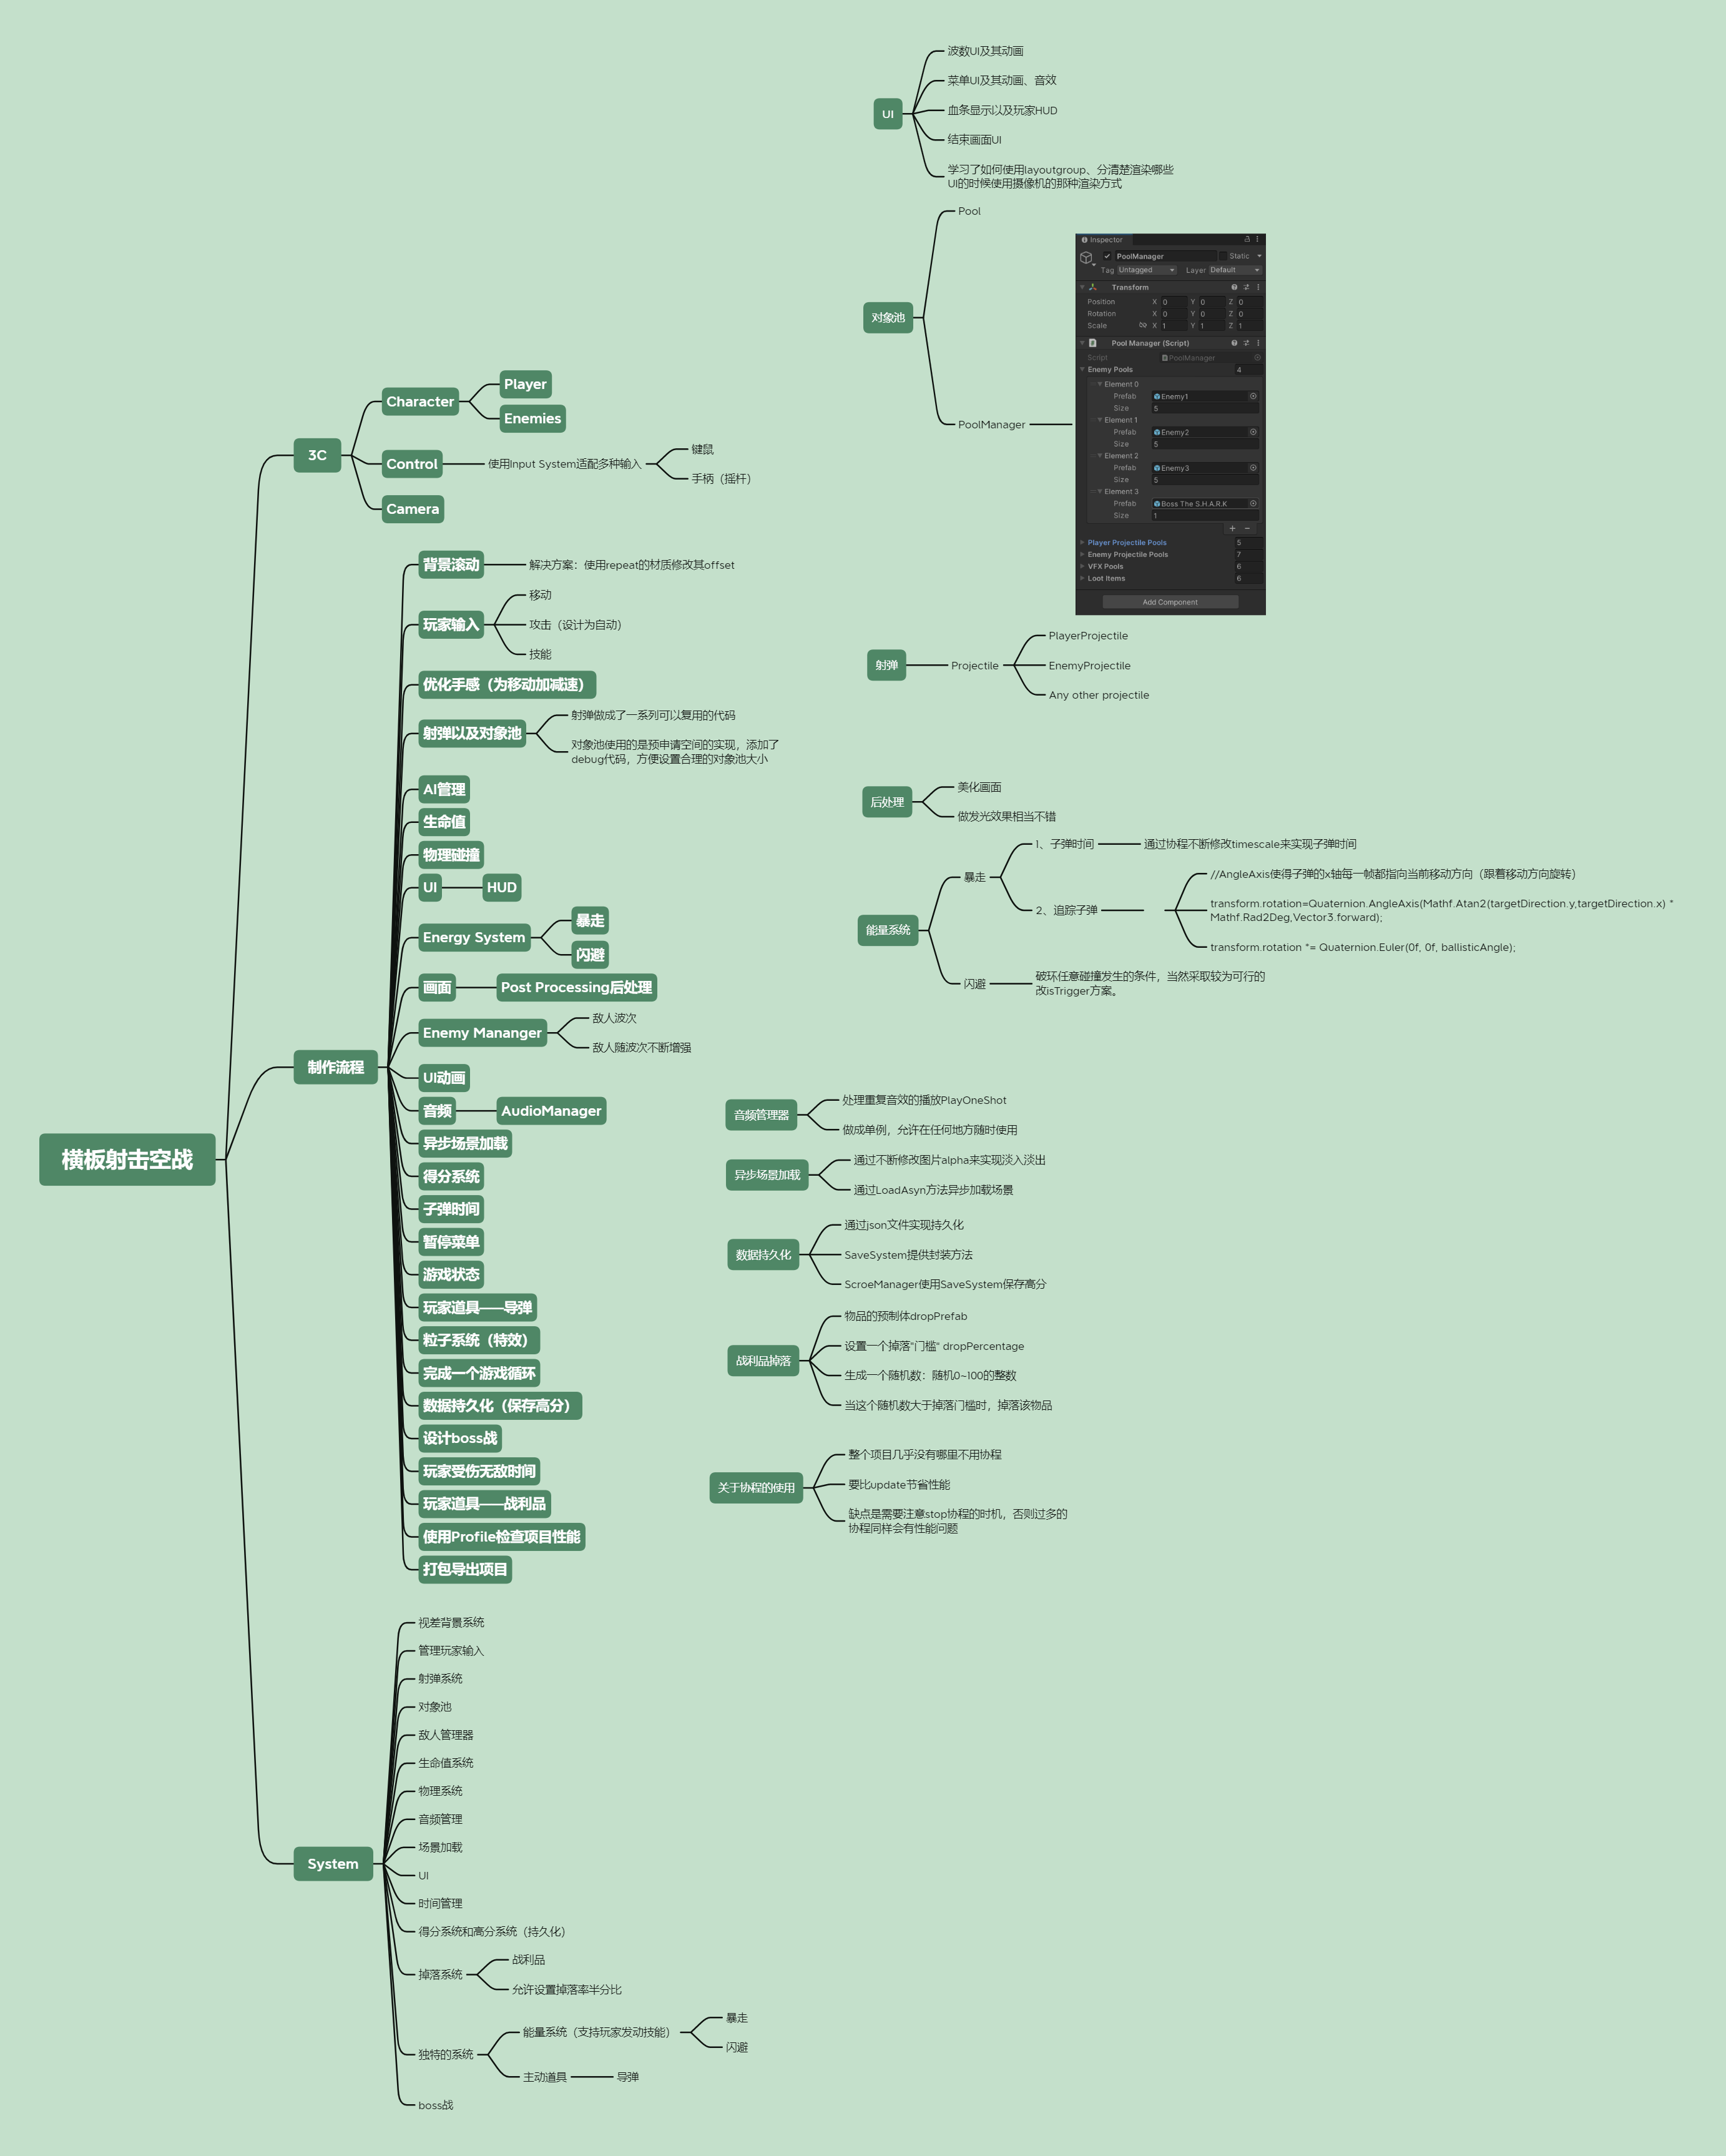 横板射击空战
3C
Character
Player
Enemies
Control
使用Input System适配多种输入
键鼠
手柄（摇杆）
Camera
制作流程
背景滚动
解决方案：使用repeat的材质修改其offset
玩家输入
移动
攻击（设计为自动）
技能
优化手感（为移动加减速）
射弹以及对象池
射弹做成了一系列可以复用的代码
对象池使用的是预申请空间的实现，添加了
debug代码，方便设置合理的对象池大小
AI管理
生命值
物理碰撞
UI
HUD
Energy System
暴走
闪避
画面
Post Processing后处理
Enemy Mananger
敌人波次
敌人随波次不断增强
UI动画
音频
AudioManager
异步场景加载
得分系统
子弹时间
暂停菜单
游戏状态
玩家道具——导弹
粒子系统（特效）
完成一个游戏循环
数据持久化（保存高分）
设计boss战
玩家受伤无敌时间
玩家道具——战利品
使用Profile检查项目性能
打包导出项目
System
视差背景系统
管理玩家输入
射弹系统
对象池
敌人管理器
生命值系统
物理系统
音频管理
场景加载
UI
时间管理
得分系统和高分系统（持久化）
掉落系统
战利品
允许设置掉落率半分比
独特的系统
能量系统（支持玩家发动技能）
暴走
闪避
主动道具
导弹
boss战
UI
波数UI及其动画
菜单UI及其动画、音效
血条显示以及玩家HUD
结束画面UI
学习了如何使用layoutgroup、分清楚渲染哪些
UI的时候使用摄像机的那种渲染方式
对象池
Pool
PoolManager
Inspector
PoolManager
Static
Tag Untagged Layer Default
Transform
Position X 0 Y 0 Z 0
Rotation X 0 Y 0 Z 0
Scale X 1 Y 1 Z 1
Pool Manager (Script)
Script PoolManager
Enemy Pools 4
Element 0
Prefab Enemy1
Size 5
Element 1
Prefab Enemy2
Size 5
Element 2
Prefab Enemy3
Size 5
Element 3
Prefab Boss The S.H.A.R.K
Size 1
+ −
Player Projectile Pools 5
Enemy Projectile Pools 7
VFX Pools 6
Loot Items 6
Add Component
射弹
Projectile
PlayerProjectile
EnemyProjectile
Any other projectile
后处理
美化画面
做发光效果相当不错
能量系统
暴走
1、子弹时间
通过协程不断修改timescale来实现子弹时间
2、追踪子弹
//AngleAxis使得子弹的x轴每一帧都指向当前移动方向（跟着移动方向旋转）
transform.rotation=Quaternion.AngleAxis(Mathf.Atan2(targetDirection.y,targetDirection.x) *
Mathf.Rad2Deg,Vector3.forward);
transform.rotation *= Quaternion.Euler(0f, 0f, ballisticAngle);
闪避
破环任意碰撞发生的条件，当然采取较为可行的
改isTrigger方案。
音频管理器
处理重复音效的播放PlayOneShot
做成单例，允许在任何地方随时使用
异步场景加载
通过不断修改图片alpha来实现淡入淡出
通过LoadAsyn方法异步加载场景
数据持久化
通过json文件实现持久化
SaveSystem提供封装方法
ScroeManager使用SaveSystem保存高分
战利品掉落
物品的预制体dropPrefab
设置一个掉落"门槛" dropPercentage
生成一个随机数：随机0~100的整数
当这个随机数大于掉落门槛时，掉落该物品
关于协程的使用
整个项目几乎没有哪里不用协程
要比update节省性能
缺点是需要注意stop协程的时机，否则过多的
协程同样会有性能问题